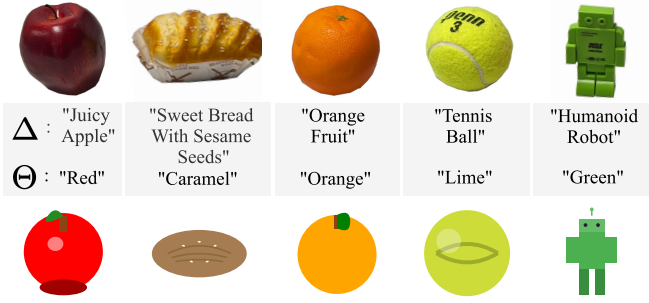 Penn
3
Δ : "Juicy Apple"
"Sweet Bread With Sesame Seeds"
"Orange Fruit"
"Tennis Ball"
"Humanoid Robot"
Θ : "Red"
"Caramel"
"Orange"
"Lime"
"Green"